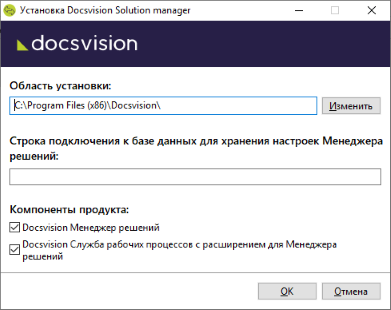 Установка Docsvision Solution manager
docsvision
Область установки:
C:\Program Files (x86)\Docsvision\
Изменить
Строка подключения к базе данных для хранения настроек Менеджера
решений:
Компоненты продукта:
Docsvision Менеджер решений
Docsvision Служба рабочих процессов с расширением для Менеджера
решений
OK
Отмена